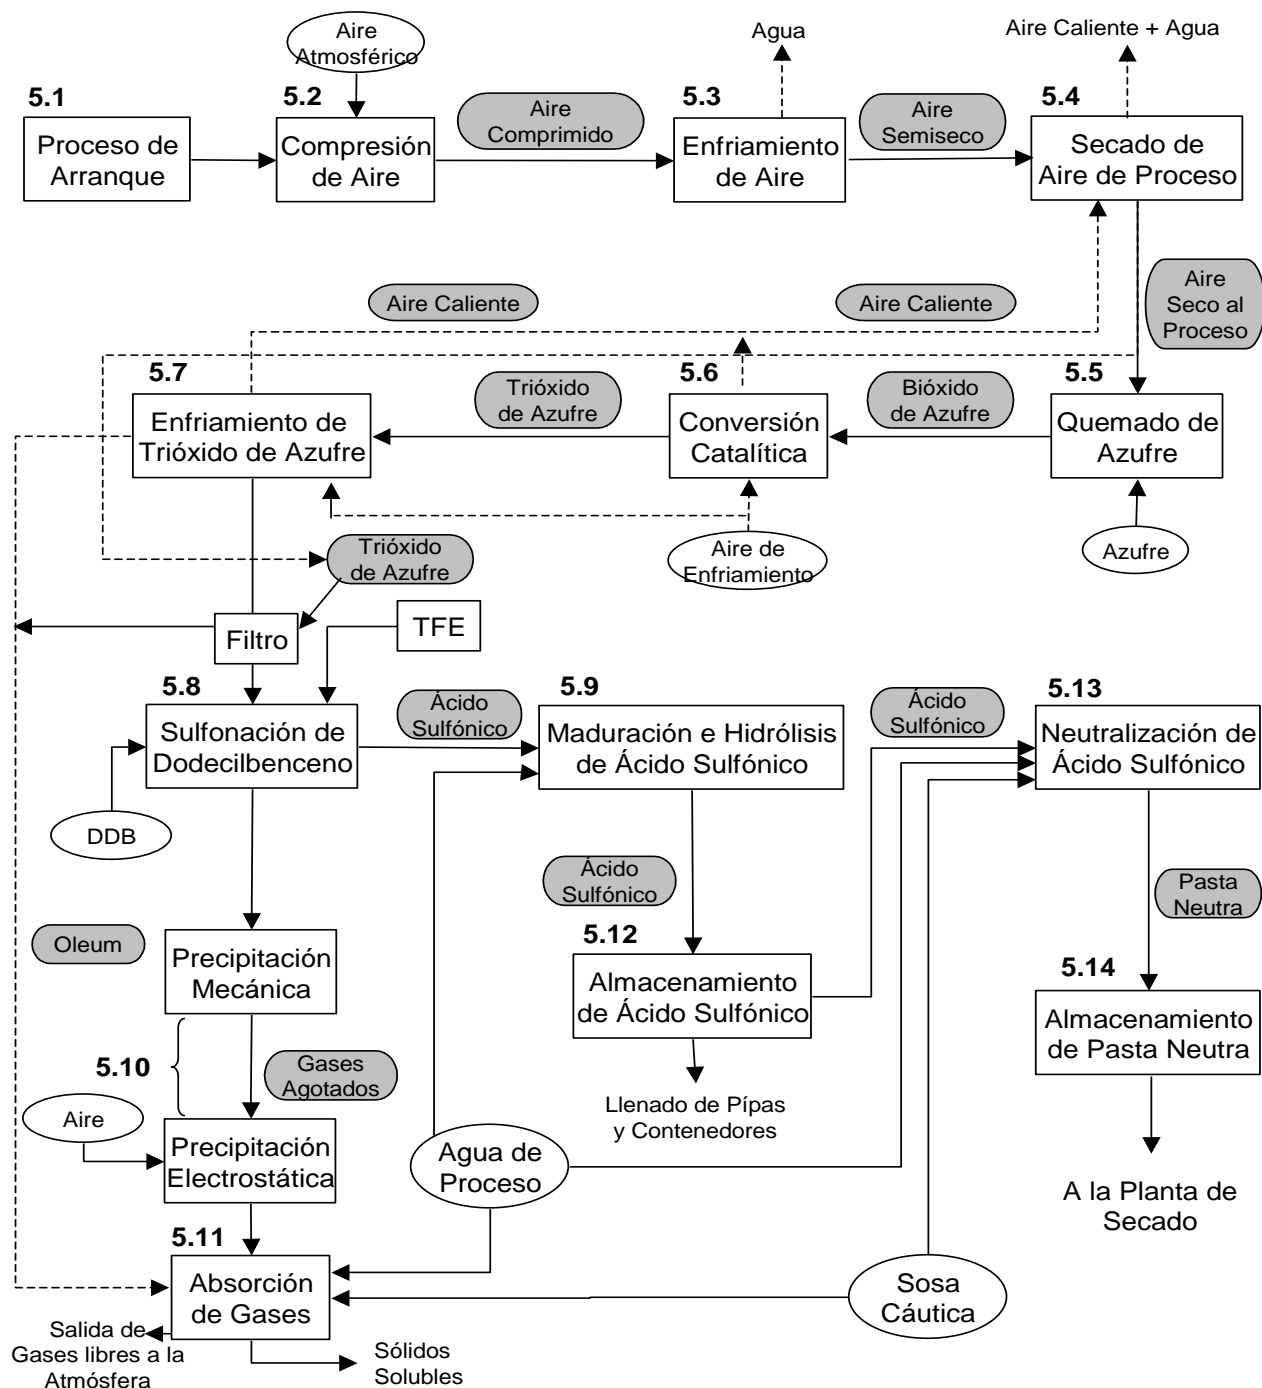 Aire
Atmosférico
Agua
Aire Caliente + Agua
5.1
5.2
5.3
5.4
Proceso de
Arranque
Compresión
de Aire
Aire
Comprimido
Enfriamiento
de Aire
Aire
Semiseco
Secado de
Aire de Proceso
Aire Caliente
Aire Caliente
Aire
Seco al
Proceso
5.7
5.6
5.5
Enfriamiento de
Trióxido de Azufre
Trióxido
de Azufre
Conversión
Catalítica
Bióxido
de Azufre
Quemado de
Azufre
Trióxido
de Azufre
Aire de
Enfriamiento
Azufre
Filtro
TFE
5.8
5.9
5.13
Sulfonación de
Dodecilbenceno
Ácido
Sulfónico
Maduración e Hidrólisis
de Ácido Sulfónico
Ácido
Sulfónico
Neutralización de
Ácido Sulfónico
DDB
Ácido
Sulfónico
Pasta
Neutra
Oleum
5.12
5.14
Precipitación
Mecánica
Almacenamiento
de Ácido Sulfónico
Almacenamiento
de Pasta Neutra
5.10
Gases
Agotados
Llenado de Pípas
y Contenedores
Aire
Precipitación
Electrostática
Agua de
Proceso
A la Planta de
Secado
5.11
Absorción
de Gases
Sosa
Cáutica
Salida de
Gases libres a la
Atmósfera
Sólidos
Solubles